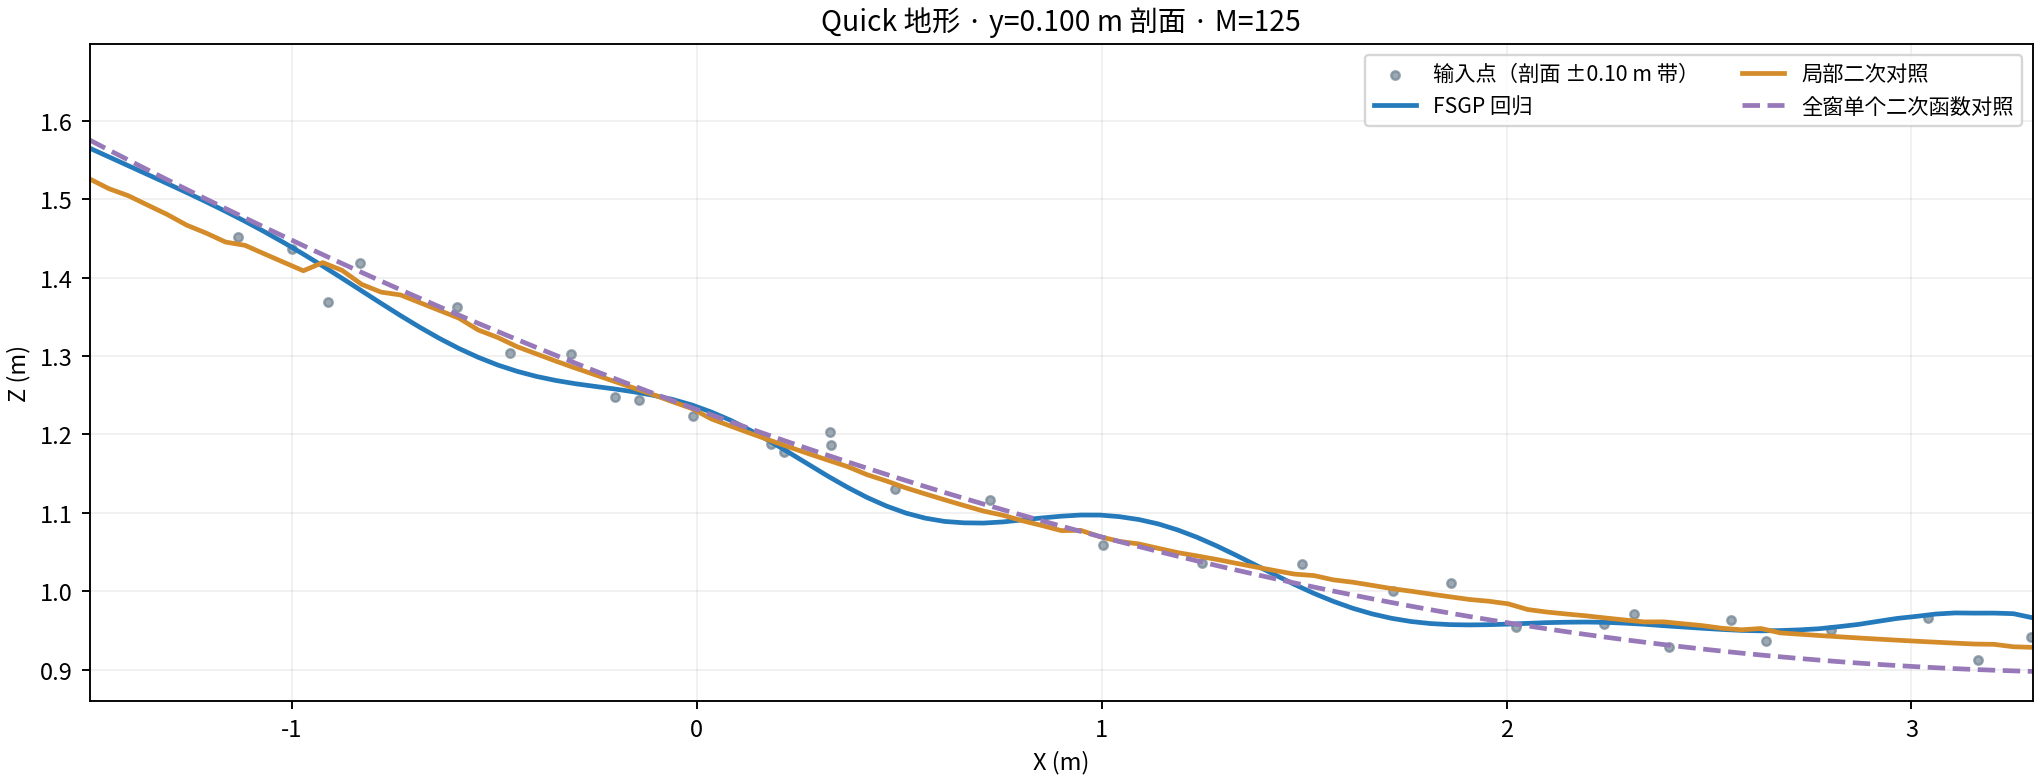 Quick 地形 · y=0.100 m 剖面 · M=125
输入点（剖面 ±0.10 m 带）
FSGP 回归
局部二次对照
全窗单个二次函数对照
Z (m)
1.6
1.5
1.4
1.3
1.2
1.1
1.0
0.9
-1
0
1
2
3
X (m)